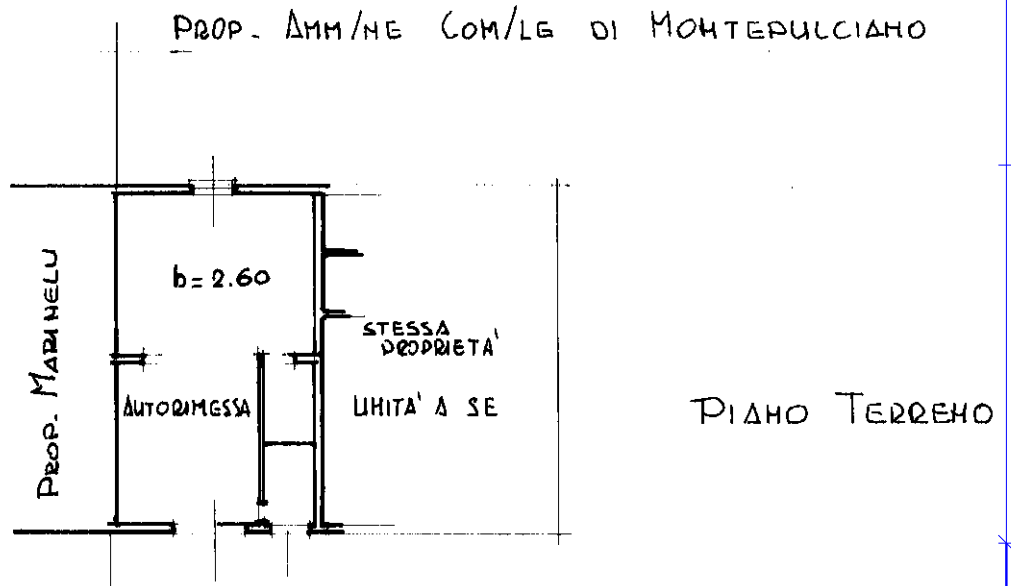 PROP. AMM/NE COM/LE DI MONTEPULCIANO
h=2.60
PROP. MARINELLI
STESSA
PROPRIETA'
AUTORIMESSA
UNITA' A SE
PIANO TERRENO